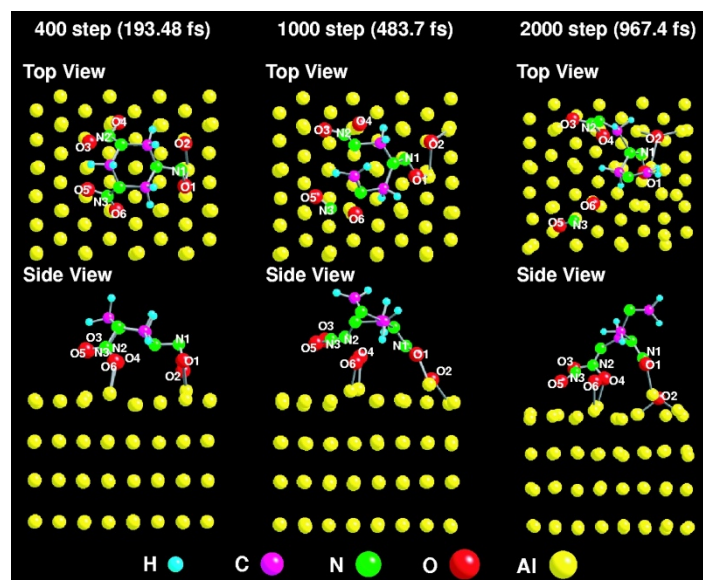 400 step (193.48 fs) 1000 step (483.7 fs) 2000 step (967.4 fs)
Top View Top View Top View
O4
N2
O3
O2
N1
O1
O5
N3
O6
O3
O4
N2
O2
N1
O1
O5
N3
O6
O3
N2
O4
O2
N1
O1
O6
O5
N3
Side View Side View Side View
O3
N1
O5
N3
N2
O4
O1
O6
O2
O3
O5
N3
N2
O4
N1
O1
O6
O2
N1
O3
N2
O1
O5
N3
O6
O4
O2
H C N O Al